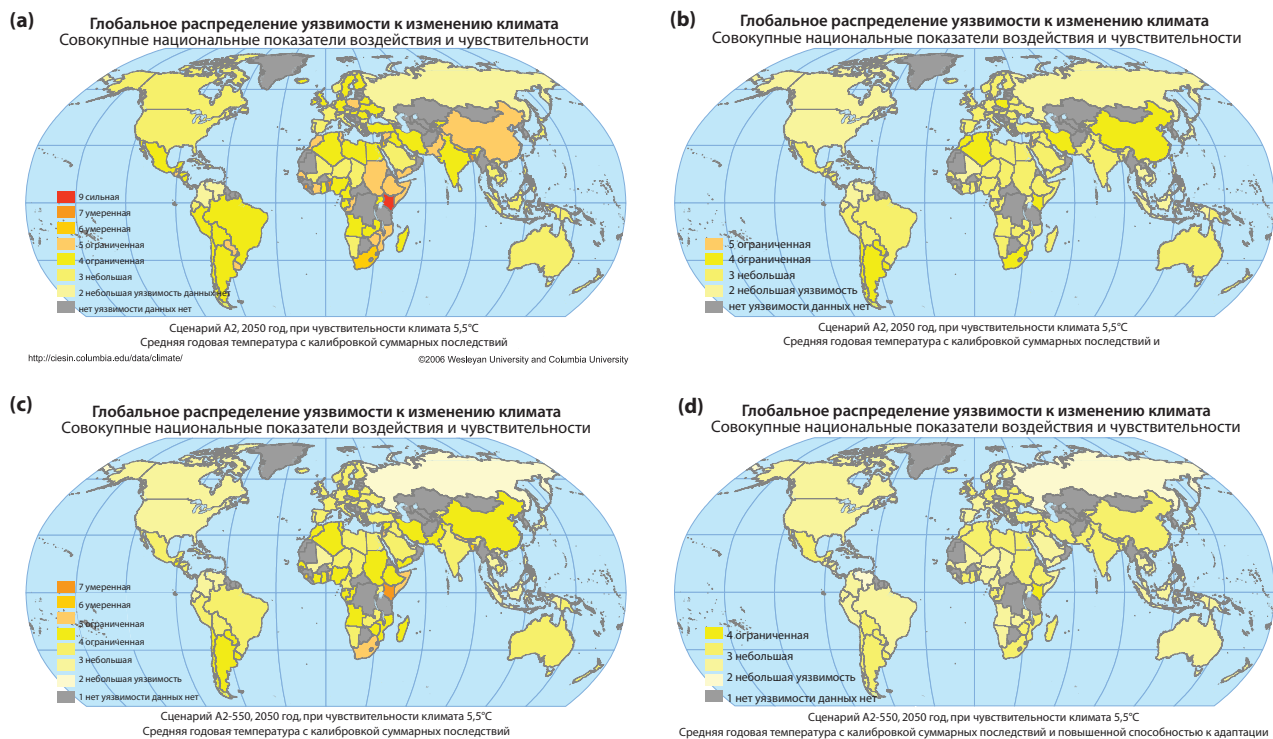 (a)
Глобальное распределение уязвимости к изменению климата
Совокупные национальные показатели воздействия и чувствительности
9 сильная
7 умеренная
6 умеренная
5 ограниченная
4 ограниченная
3 небольшая
2 небольшая уязвимость данных нет
нет уязвимости данных нет
Сценарий А2, 2050 год, при чувствительности климата 5,5°C
Средняя годовая температура с калибровкой суммарных последствий
http://ciesin.columbia.edu/data/climate/
©2006 Wesleyan University and Columbia University
(b)
Глобальное распределение уязвимости к изменению климата
Совокупные национальные показатели воздействия и чувствительности
5 ограниченная
4 ограниченная
3 небольшая
2 небольшая уязвимость
нет уязвимости данных нет
Сценарий А2, 2050 год, при чувствительности климата 5,5°C
Средняя годовая температура с калибровкой суммарных последствий и
(c)
Глобальное распределение уязвимости к изменению климата
Совокупные национальные показатели воздействия и чувствительности
7 умеренная
6 умеренная
5 ограниченная
4 ограниченная
3 небольшая
2 небольшая уязвимость
1 нет уязвимости данных нет
Сценарий А2-550, 2050 год, при чувствительности климата 5,5°C
Средняя годовая температура с калибровкой суммарных последствий
(d)
Глобальное распределение уязвимости к изменению климата
Совокупные национальные показатели воздействия и чувствительности
4 ограниченная
3 небольшая
2 небольшая уязвимость
1 нет уязвимости данных нет
Сценарий А2-550, 2050 год, при чувствительности климата 5,5°C
Средняя годовая температура с калибровкой суммарных последствий и повышенной способностью к адаптации